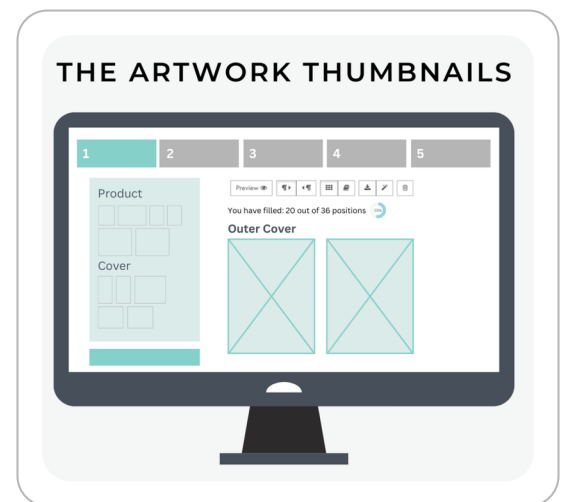 THE ARTWORK THUMBNAILS
1 2 3 4 5
Product
Preview
You have filled: 20 out of 36 positions
Outer Cover
Cover